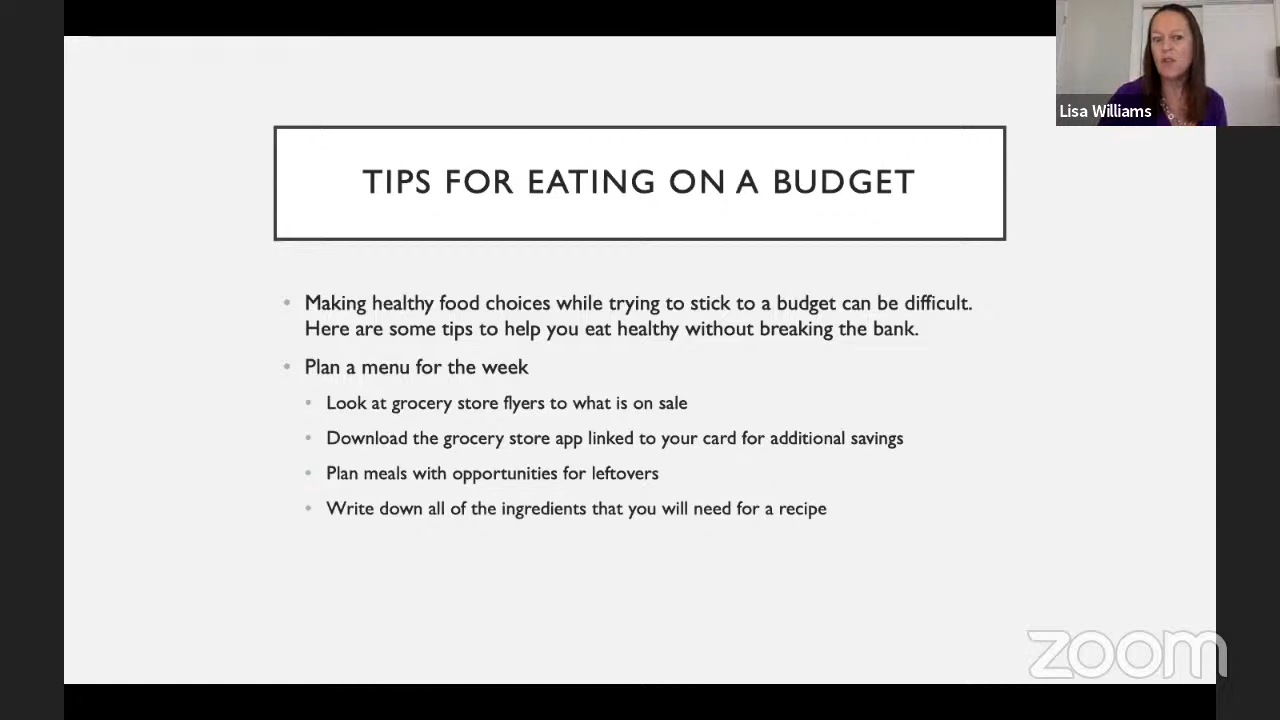 Lisa Williams
TIPS FOR EATING ON A BUDGET
Making healthy food choices while trying to stick to a budget can be difficult.
Here are some tips to help you eat healthy without breaking the bank.
Plan a menu for the week
Look at grocery store flyers to what is on sale
Download the grocery store app linked to your card for additional savings
Plan meals with opportunities for leftovers
Write down all of the ingredients that you will need for a recipe
zoom